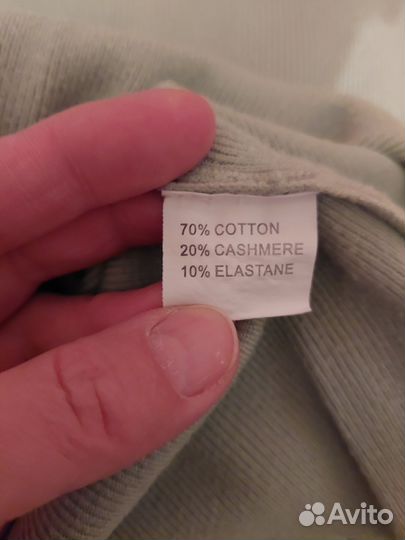 70% COTTON
20% CASHMERE
10% ELASTANE
Avito